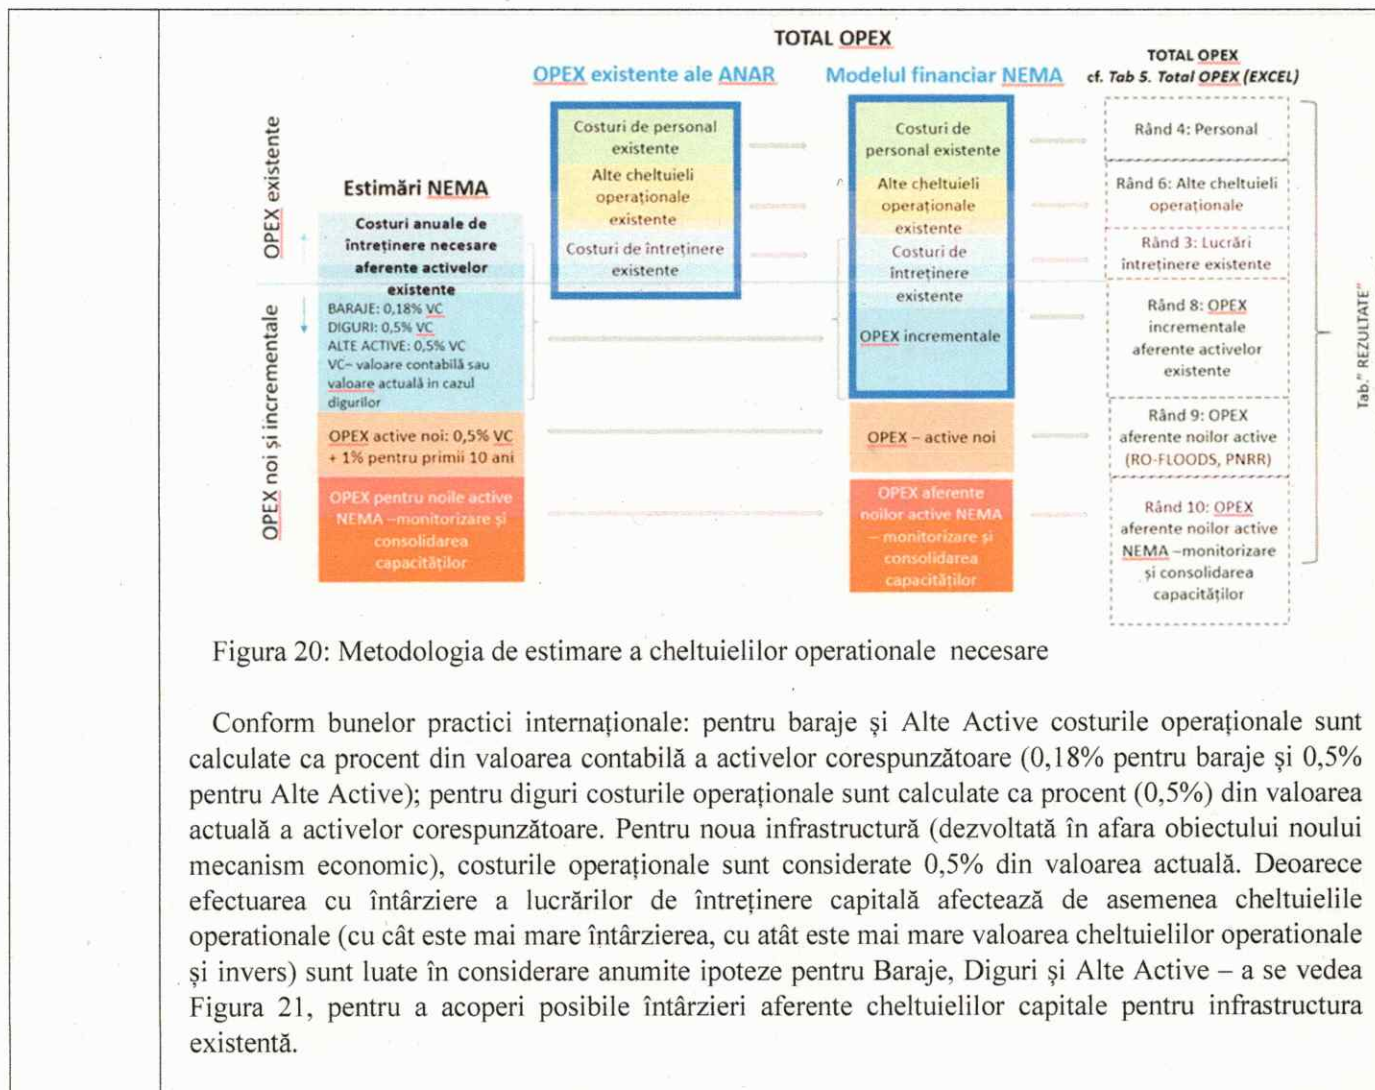 TOTAL OPEX
OPEX existente ale ANAR
Modelul financiar NEMA
TOTAL OPEX
cf. Tab 5. Total OPEX (EXCEL)
OPEX existente
OPEX noi și incrementale
Estimări NEMA
Costuri anuale de
întreținere necesare
aferente activelor
existente
BARAJE: 0,18% VC
DIGURI: 0,5% VC
ALTE ACTIVE: 0,5% VC
VC– valoare contabilă sau
valoare actuală in cazul
digurilor
OPEX active noi: 0,5% VC
+ 1% pentru primii 10 ani
OPEX pentru noile active
NEMA –monitorizare și
consolidarea
capacităților
Costuri de personal
existente
Alte cheltuieli
operaționale
existente
Costuri de întreținere
existente
Costuri de
personal existente
Alte cheltuieli
operaționale
existente
Costuri de
întreținere
existente
OPEX incrementale
OPEX – active noi
OPEX aferente
noilor active NEMA
– monitorizare și
consolidarea
capacităților
Rând 4: Personal
Rând 6: Alte cheltuieli
operaționale
Rând 3: Lucrări
întreținere existente
Rând 8: OPEX
incrementale
aferente activelor
existente
Rând 9: OPEX
aferente noilor active
(RO-FLOODS, PNRR)
Rând 10: OPEX
aferente noilor active
NEMA –monitorizare
și consolidarea
capacităților
Tab." REZULTATE"
Figura 20: Metodologia de estimare a cheltuielilor operationale necesare
Conform bunelor practici internaționale: pentru baraje și Alte Active costurile operaționale sunt
calculate ca procent din valoarea contabilă a activelor corespunzătoare (0,18% pentru baraje și 0,5%
pentru Alte Active); pentru diguri costurile operaționale sunt calculate ca procent (0,5%) din valoarea
actuală a activelor corespunzătoare. Pentru noua infrastructură (dezvoltată în afara obiectului noului
mecanism economic), costurile operaționale sunt considerate 0,5% din valoarea actuală. Deoarece
efectuarea cu întârziere a lucrărilor de întreținere capitală afectează de asemenea cheltuielile
operationale (cu cât este mai mare întârzierea, cu atât este mai mare valoarea cheltuielilor operationale
și invers) sunt luate în considerare anumite ipoteze pentru Baraje, Diguri și Alte Active – a se vedea
Figura 21, pentru a acoperi posibile întârzieri aferente cheltuielilor capitale pentru infrastructura
existentă.